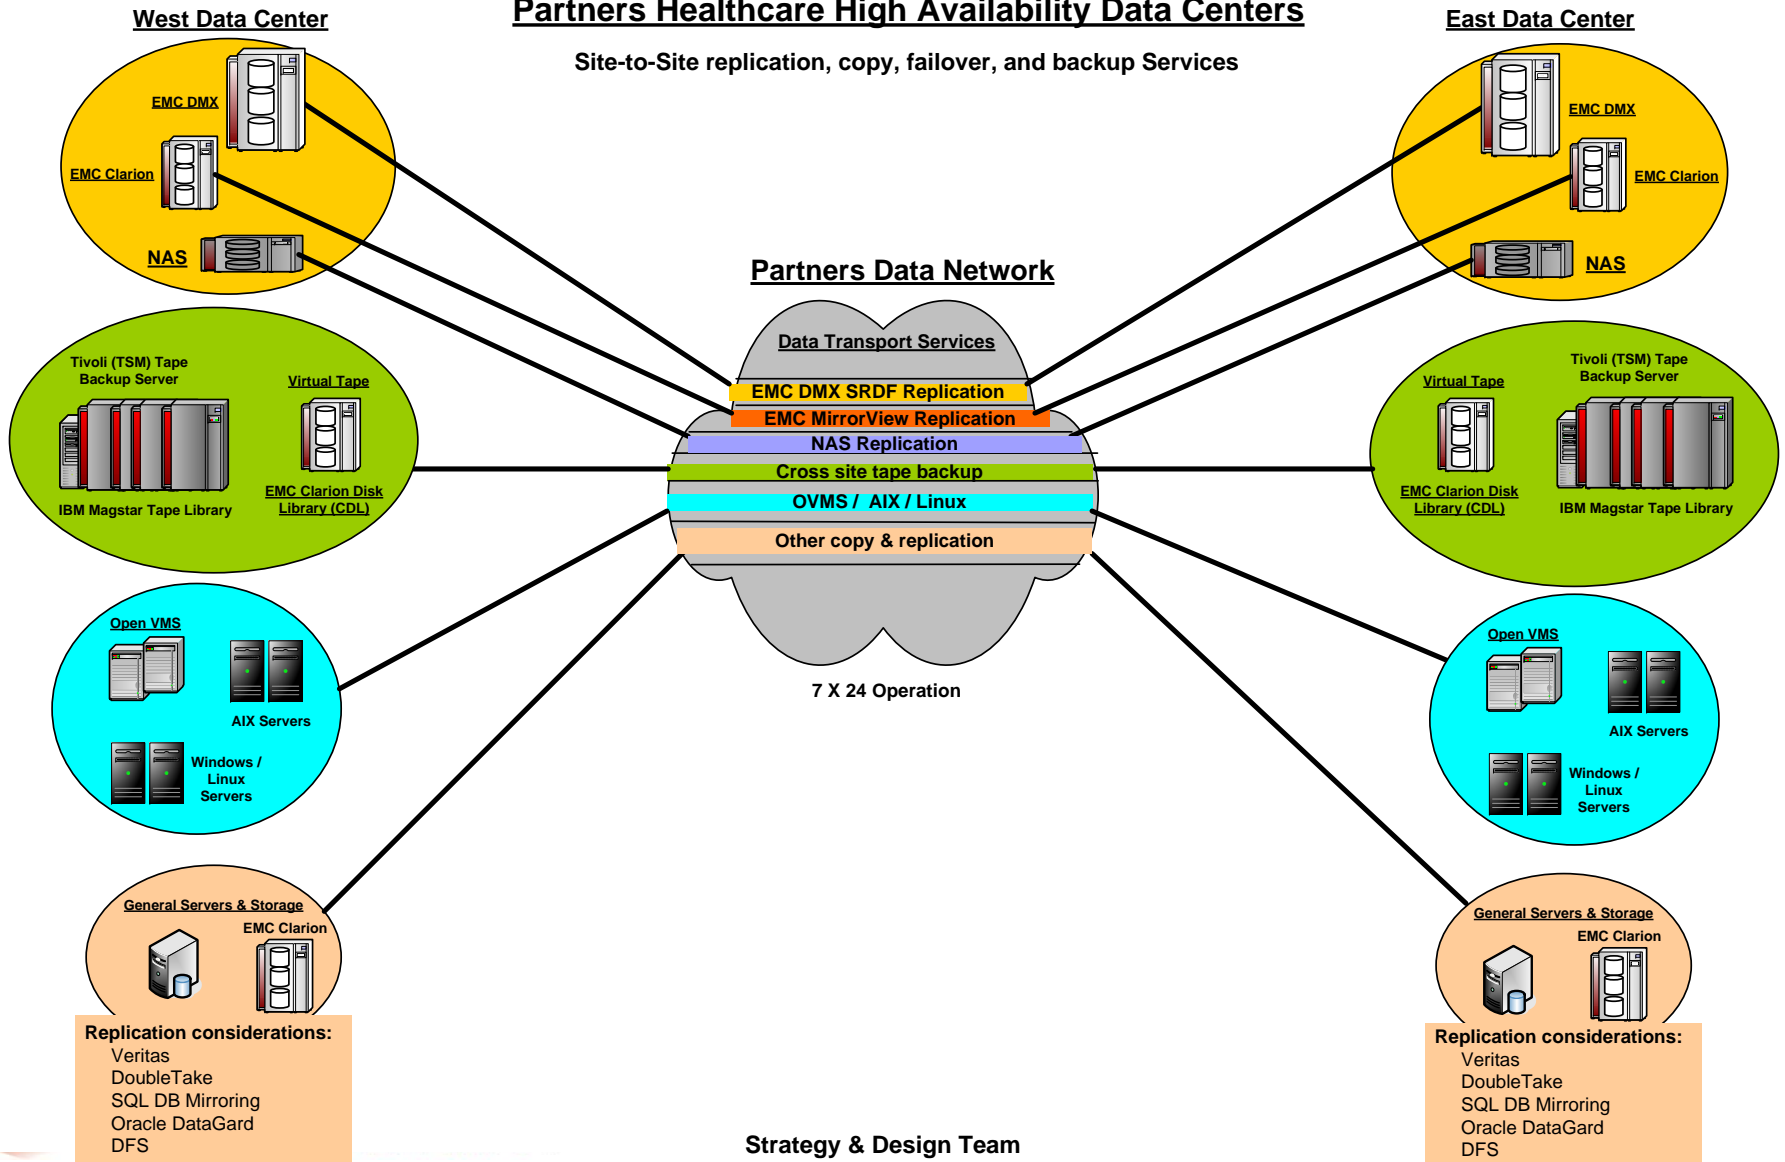 Partners Healthcare High Availability Data Centers
Site-to-Site replication, copy, failover, and backup Services
West Data Center
EMC DMX
EMC Clarion
NAS
Tivoli (TSM) Tape
Backup Server
Virtual Tape
IBM Magstar Tape Library
EMC Clarion Disk
Library (CDL)
Open VMS
AIX Servers
Windows /
Linux
Servers
General Servers & Storage
EMC Clarion
Replication considerations:
Veritas
DoubleTake
SQL DB Mirroring
Oracle DataGard
DFS
Partners Data Network
Data Transport Services
EMC DMX SRDF Replication
EMC MirrorView Replication
NAS Replication
Cross site tape backup
OVMS / AIX / Linux
Other copy & replication
7 X 24 Operation
Strategy & Design Team
East Data Center
EMC DMX
EMC Clarion
NAS
Virtual Tape
Tivoli (TSM) Tape
Backup Server
EMC Clarion Disk
Library (CDL)
IBM Magstar Tape Library
Open VMS
AIX Servers
Windows /
Linux
Servers
General Servers & Storage
EMC Clarion
Replication considerations:
Veritas
DoubleTake
SQL DB Mirroring
Oracle DataGard
DFS